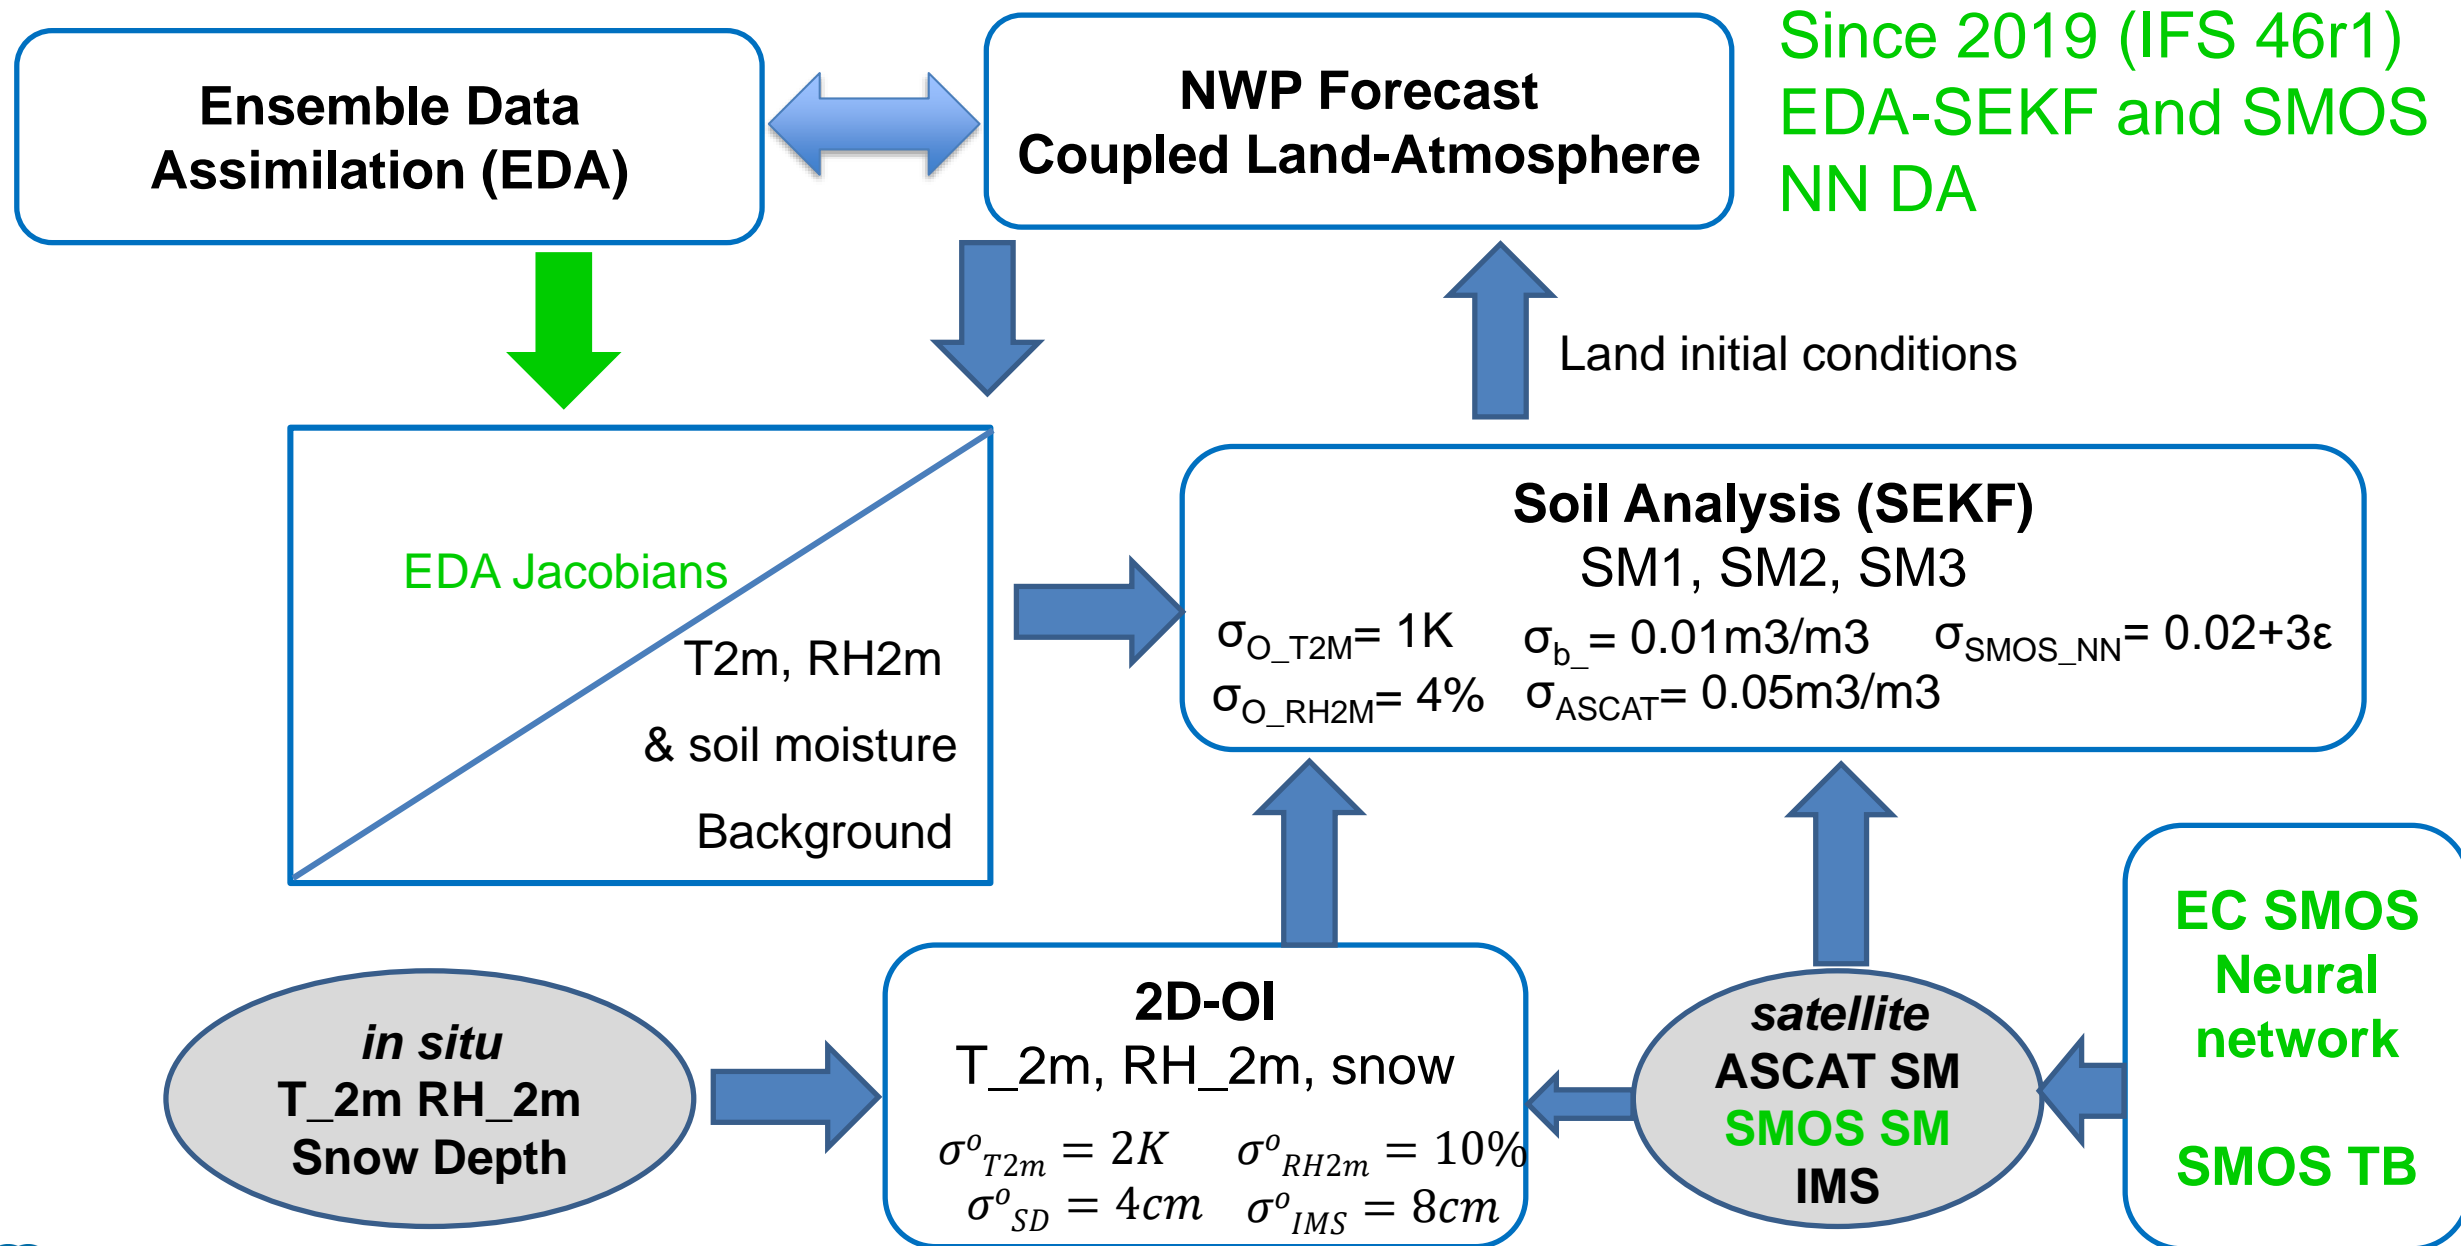 Ensemble Data
Assimilation (EDA)
NWP Forecast
Coupled Land-Atmosphere
Since 2019 (IFS 46r1)
EDA-SEKF and SMOS
NN DA
Land initial conditions
EDA Jacobians
T2m, RH2m
& soil moisture
Background
Soil Analysis (SEKF)
SM1, SM2, SM3
σO_T2M= 1K σb_= 0.01m3/m3 σSMOS_NN= 0.02+3ε
σO_RH2M= 4% σASCAT= 0.05m3/m3
in situ
T_2m RH_2m
Snow Depth
2D-OI
T_2m, RH_2m, snow
σ^o_T2m = 2K σ^o_RH2m = 10%
σ^o_SD = 4cm σ^o_IMS = 8cm
satellite
ASCAT SM
SMOS SM
IMS
EC SMOS
Neural
network
SMOS TB